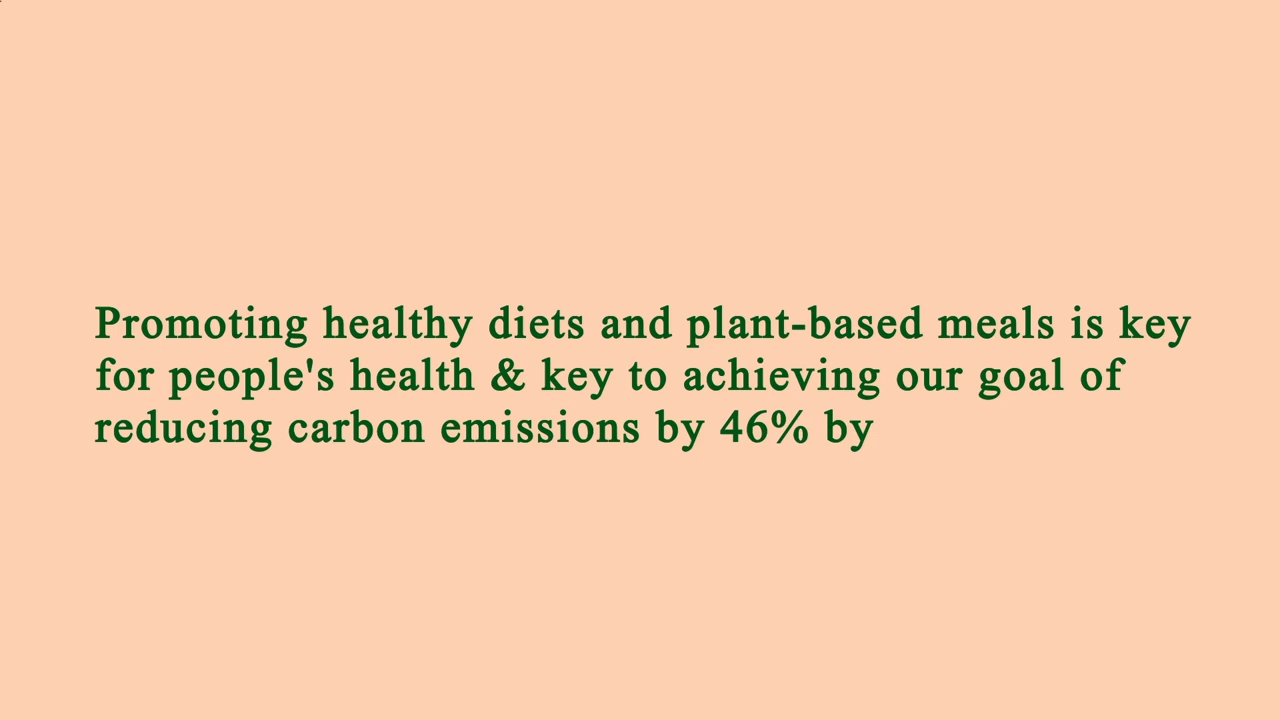 Promoting healthy diets and plant-based meals is key
for people's health & key to achieving our goal of
reducing carbon emissions by 46% by